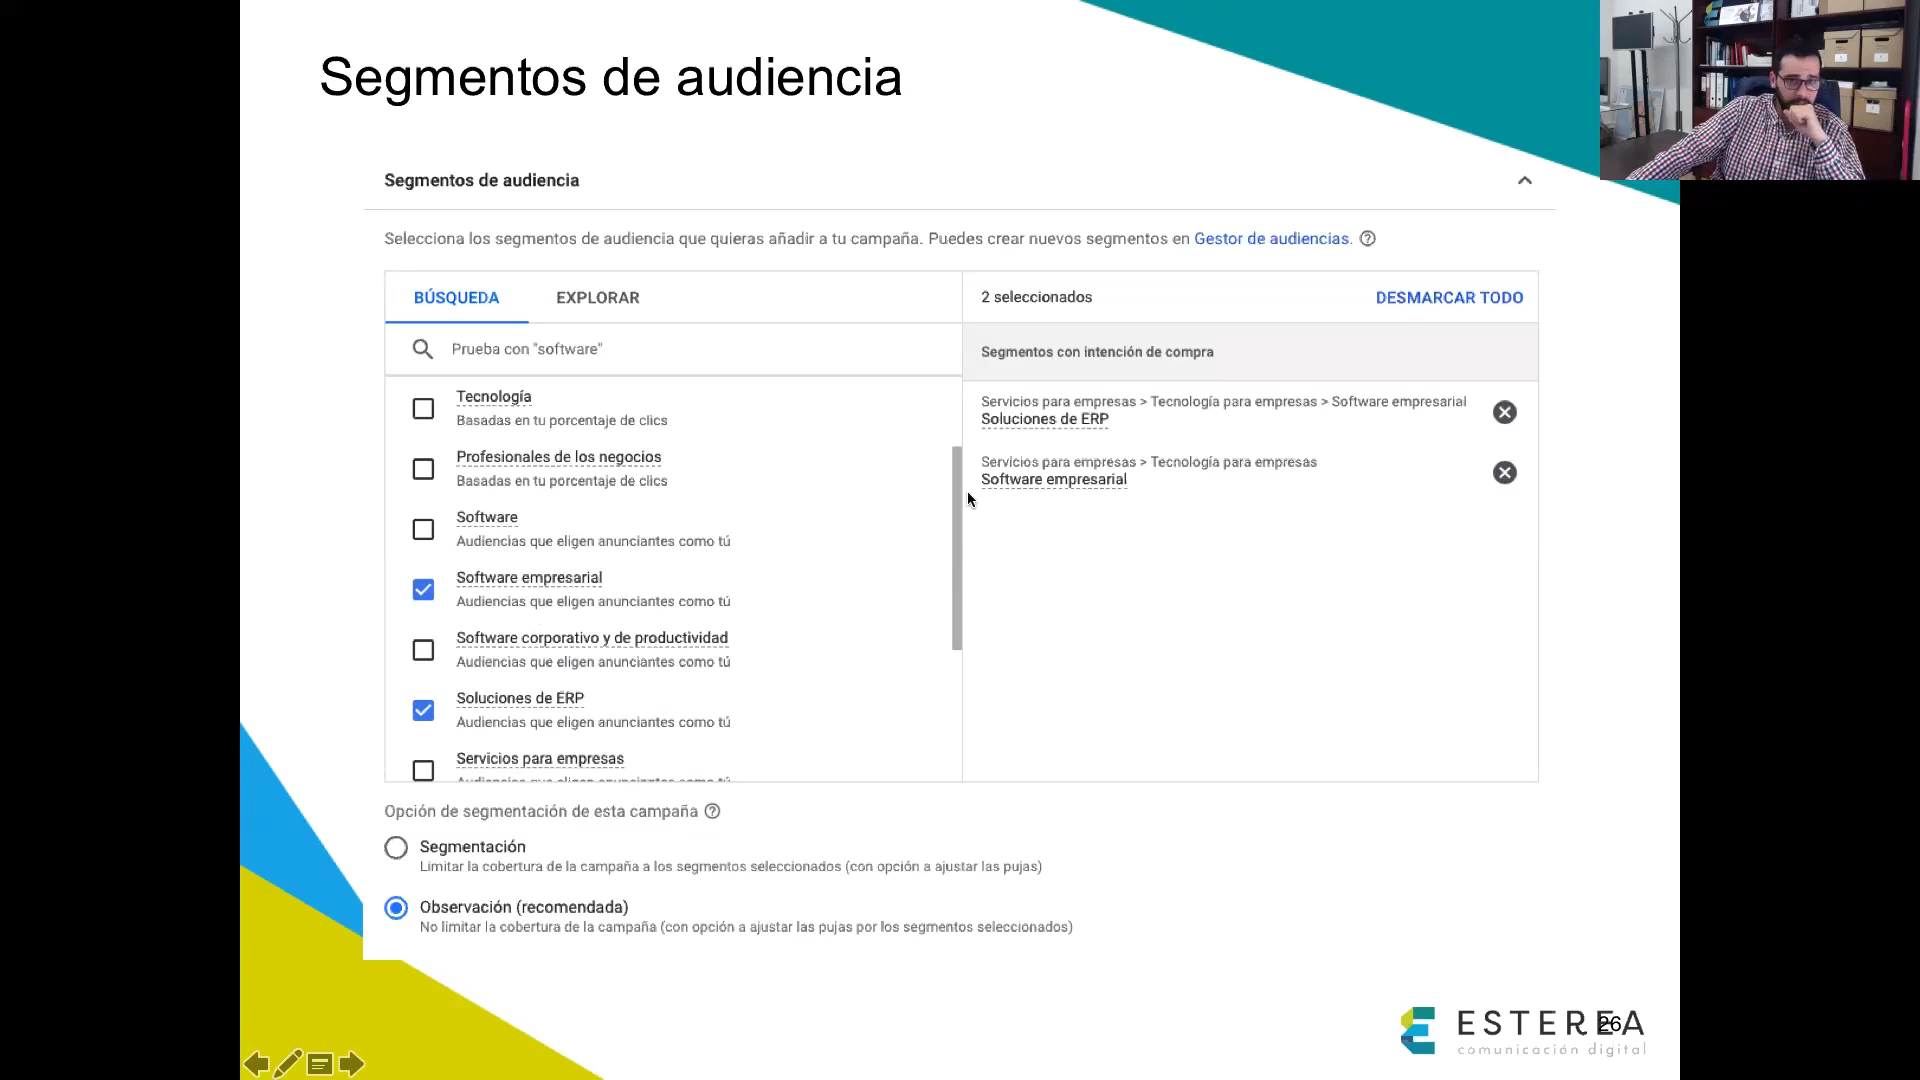 Segmentos de audiencia
Segmentos de audiencia
Selecciona los segmentos de audiencia que quieras añadir a tu campaña. Puedes crear nuevos segmentos en Gestor de audiencias.
BÚSQUEDA EXPLORAR
Prueba con "software"
Tecnología
Basadas en tu porcentaje de clics
Profesionales de los negocios
Basadas en tu porcentaje de clics
Software
Audiencias que eligen anunciantes como tú
Software empresarial
Audiencias que eligen anunciantes como tú
Software corporativo y de productividad
Audiencias que eligen anunciantes como tú
Soluciones de ERP
Audiencias que eligen anunciantes como tú
Servicios para empresas
Audiencias que eligen anunciantes como tú
2 seleccionados DESMARCAR TODO
Segmentos con intención de compra
Servicios para empresas > Tecnología para empresas > Software empresarial
Soluciones de ERP
Servicios para empresas > Tecnología para empresas
Software empresarial
Opción de segmentación de esta campaña
Segmentación
Limitar la cobertura de la campaña a los segmentos seleccionados (con opción a ajustar las pujas)
Observación (recomendada)
No limitar la cobertura de la campaña (con opción a ajustar las pujas por los segmentos seleccionados)
ESTEREA
26
comunicación digital